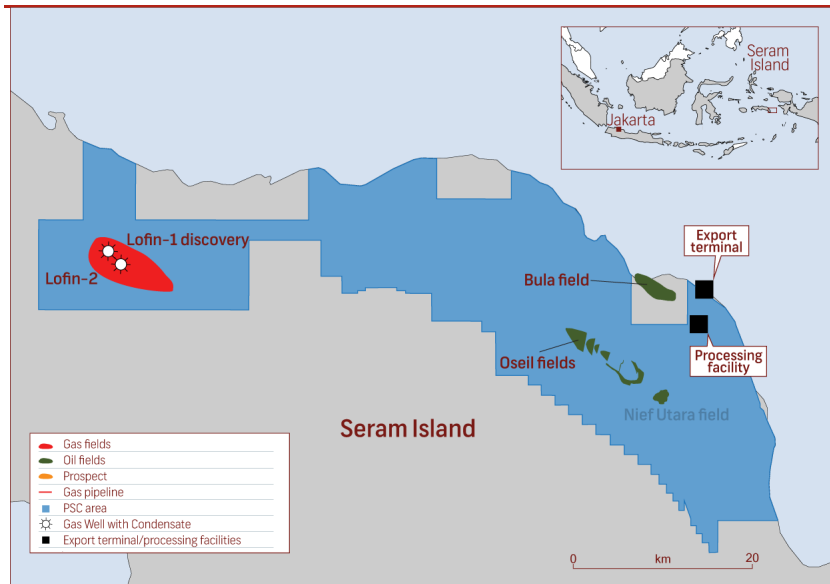 Seram
Island
Jakarta
Lofin-1 discovery
Lofin-2
Export
terminal
Bula field
Processing
facility
Oseil fields
Nief Utara field
Seram Island
Gas fields
Oil fields
Prospect
Gas pipeline
PSC area
Gas Well with Condensate
Export terminal/processing facilities
0 km 20